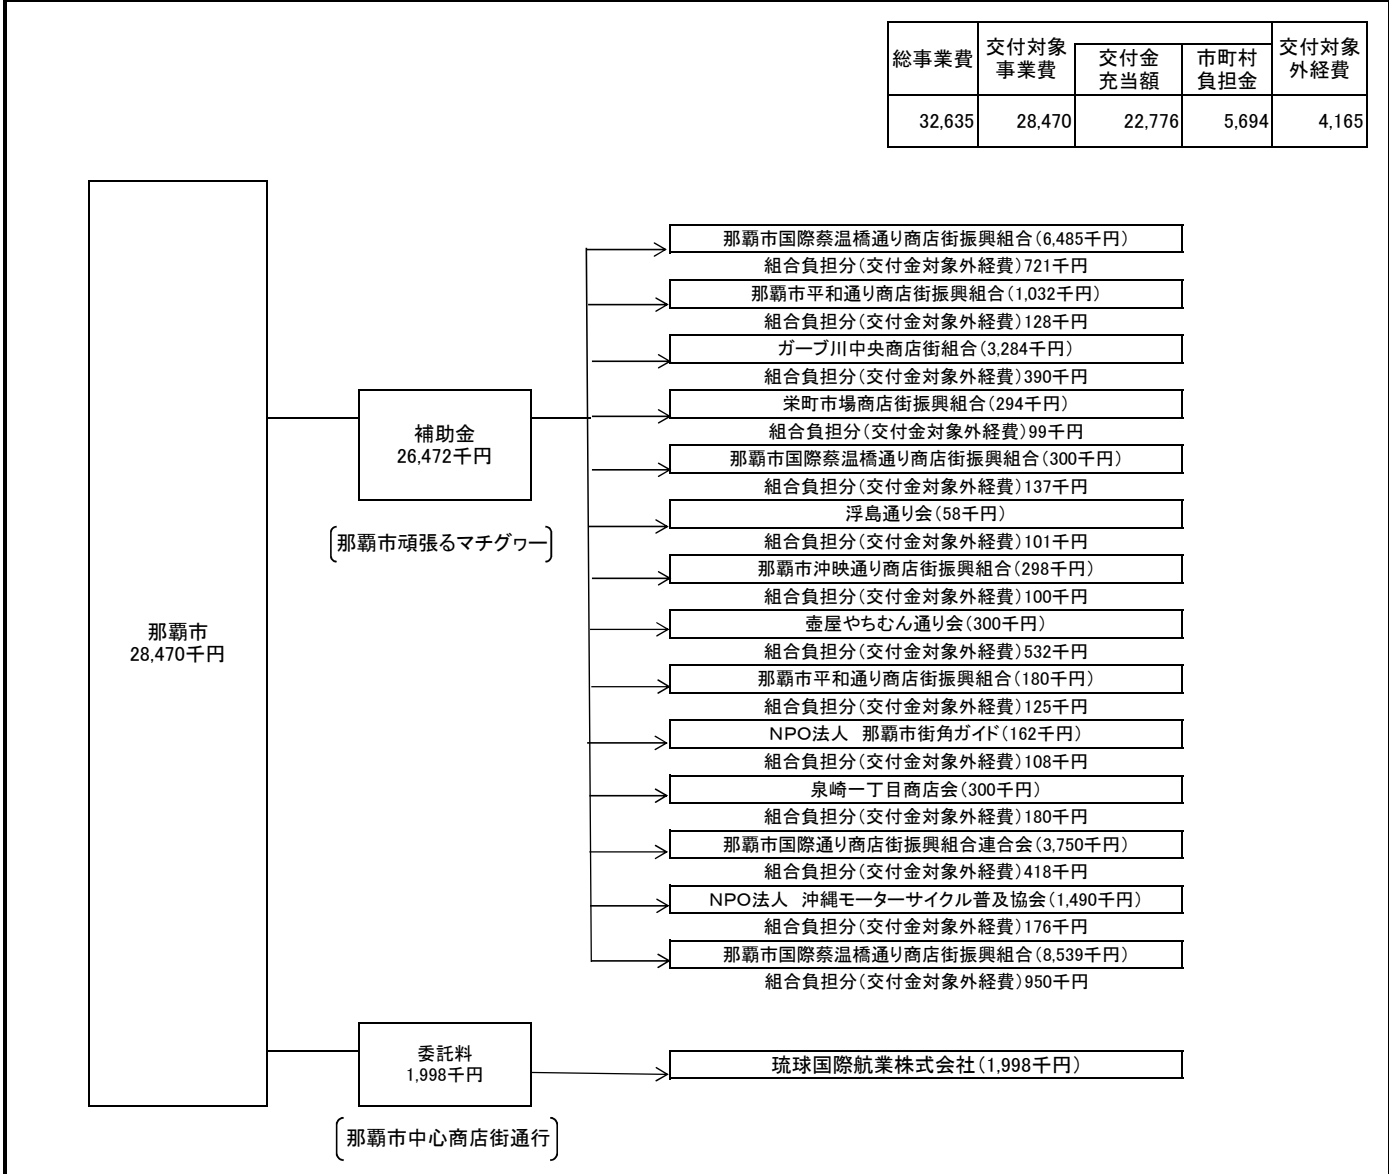 総事業費
交付対象
事業費
交付金
充当額
市町村
負担金
交付対象
外経費
32,635
28,470
22,776
5,694
4,165
那覇市国際蔡温橋通り商店街振興組合(6,485千円)
組合負担分(交付金対象外経費)721千円
那覇市平和通り商店街振興組合(1,032千円)
組合負担分(交付金対象外経費)128千円
ガーブ川中央商店街組合(3,284千円)
組合負担分(交付金対象外経費)390千円
栄町市場商店街振興組合(294千円)
組合負担分(交付金対象外経費)99千円
那覇市国際蔡温橋通り商店街振興組合(300千円)
組合負担分(交付金対象外経費)137千円
浮島通り会(58千円)
組合負担分(交付金対象外経費)101千円
那覇市沖映通り商店街振興組合(298千円)
組合負担分(交付金対象外経費)100千円
壺屋やちむん通り会(300千円)
組合負担分(交付金対象外経費)532千円
那覇市平和通り商店街振興組合(180千円)
組合負担分(交付金対象外経費)125千円
NPO法人 那覇市街角ガイド(162千円)
組合負担分(交付金対象外経費)108千円
泉崎一丁目商店会(300千円)
組合負担分(交付金対象外経費)180千円
那覇市国際通り商店街振興組合連合会(3,750千円)
組合負担分(交付金対象外経費)418千円
NPO法人 沖縄モーターサイクル普及協会(1,490千円)
組合負担分(交付金対象外経費)176千円
那覇市国際蔡温橋通り商店街振興組合(8,539千円)
組合負担分(交付金対象外経費)950千円
補助金
26,472千円
那覇市頑張るマチグヮー
那覇市
28,470千円
委託料
1,998千円
琉球国際航業株式会社(1,998千円)
那覇市中心商店街通行